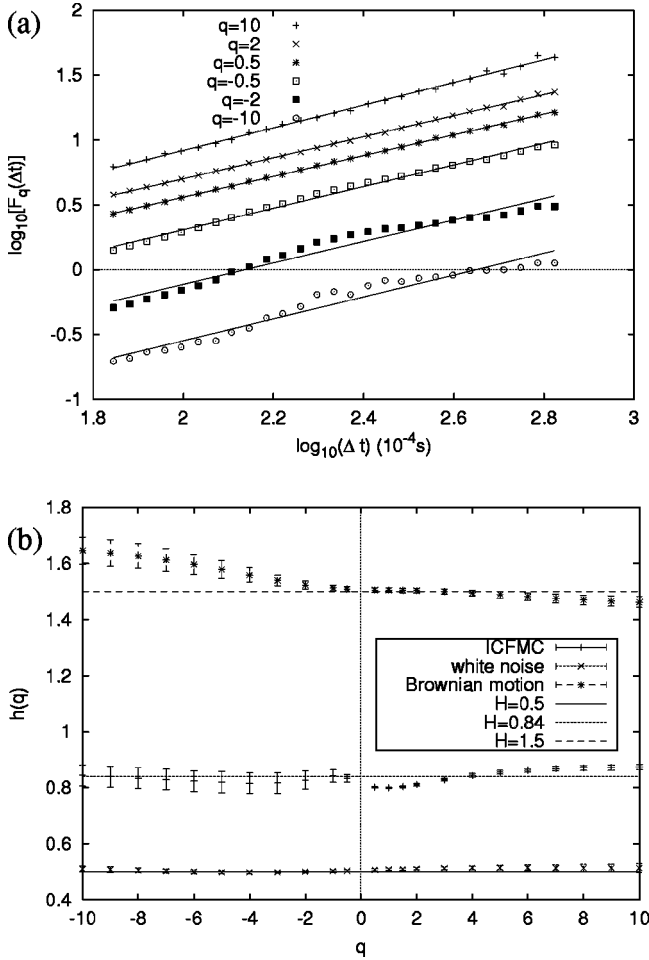 (a)
q=10
q=2
q=0.5
q=-0.5
q=-2
q=-10
2
1.5
1
0.5
0
-0.5
-1
log10[Fq(Δt)]
1.8 2 2.2 2.4 2.6 2.8 3
log10(Δ t) (10-4s)
(b)
1.8
1.6
1.4
1.2
1
0.8
0.6
0.4
h(q)
ICFMC
white noise
Brownian motion
H=0.5
H=0.84
H=1.5
-10 -8 -6 -4 -2 0 2 4 6 8 10
q